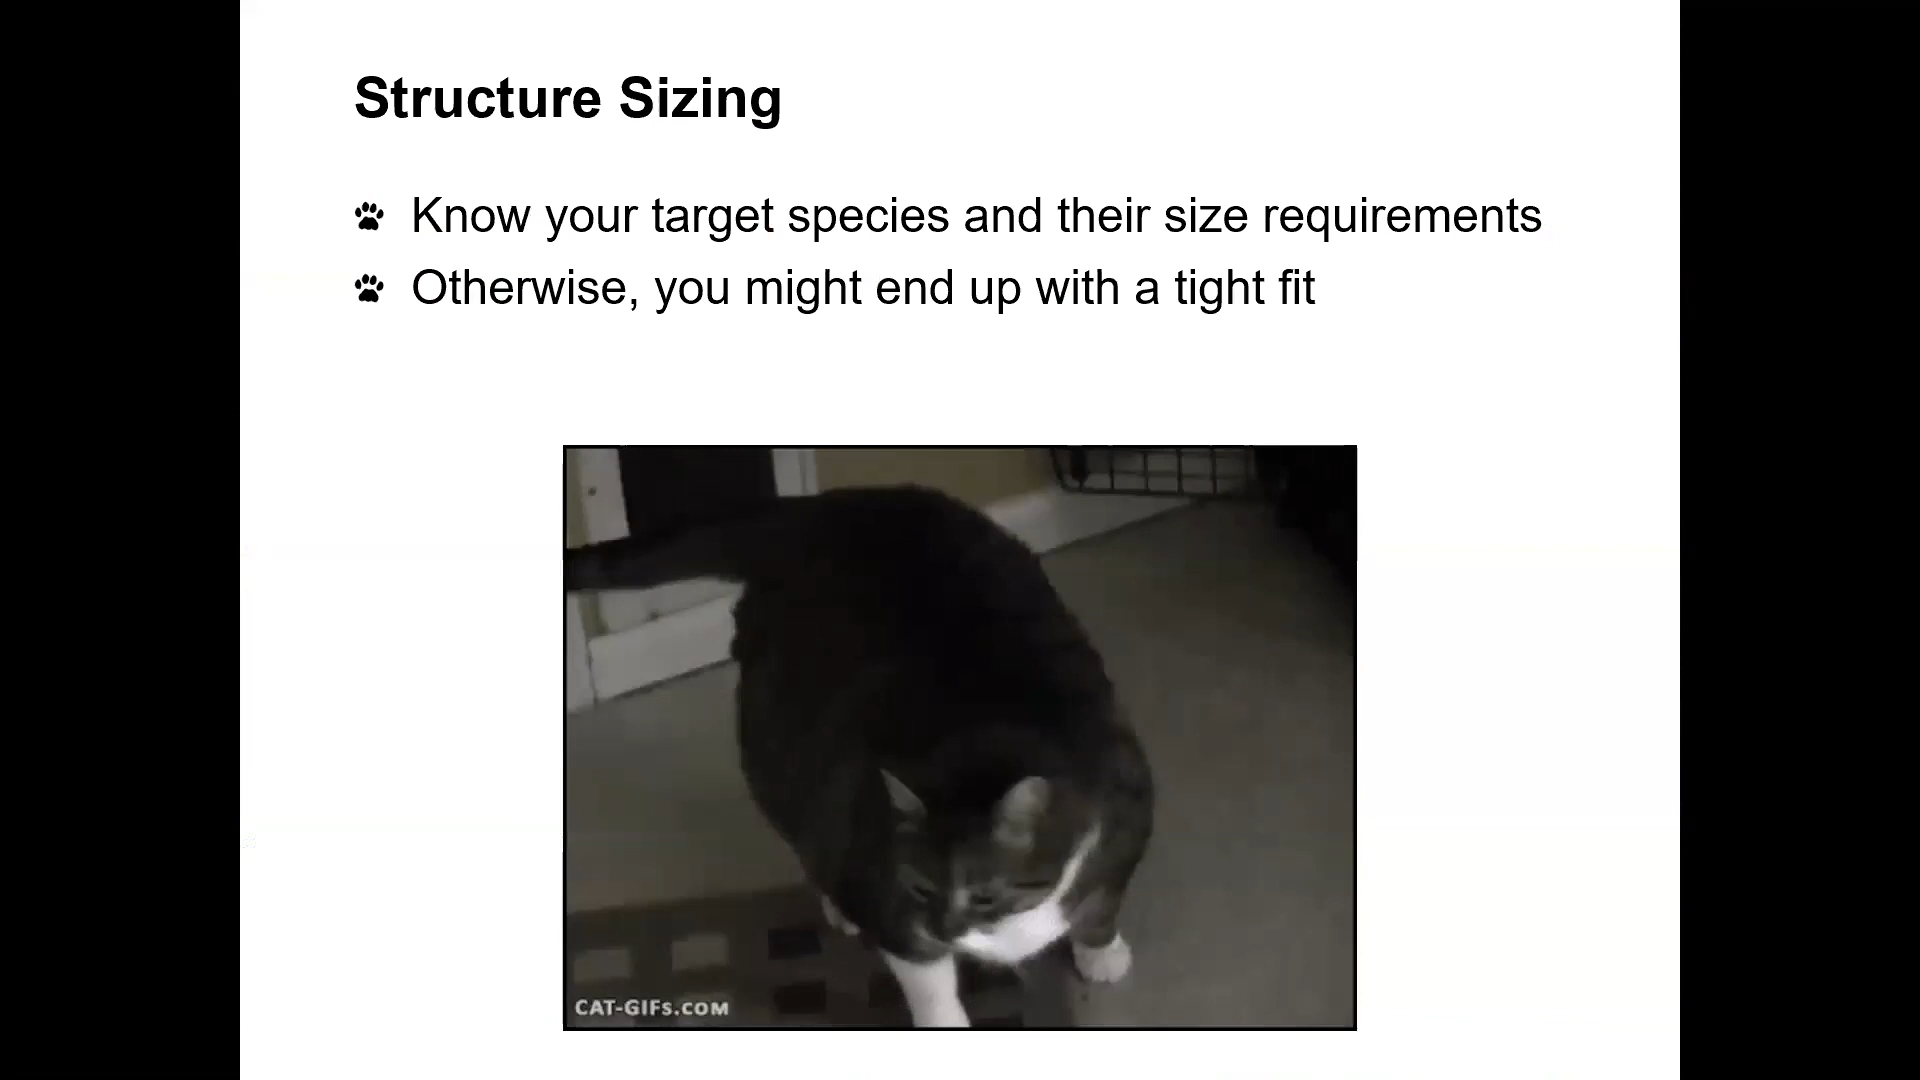 Structure Sizing
Know your target species and their size requirements
Otherwise, you might end up with a tight fit
CAT-GIFS.COM